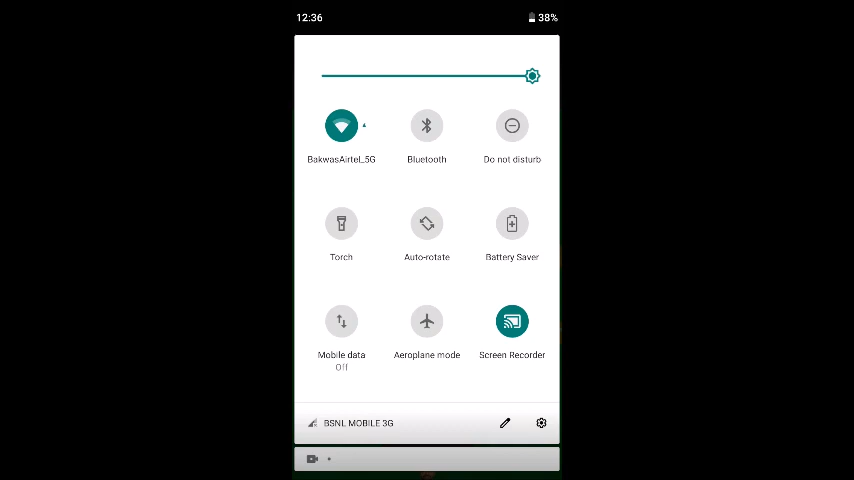 12:36 38%
BakwasAirtel_5G Bluetooth Do not disturb
Torch Auto-rotate Battery Saver
Mobile data Aeroplane mode Screen Recorder
Off
BSNL MOBILE 3G